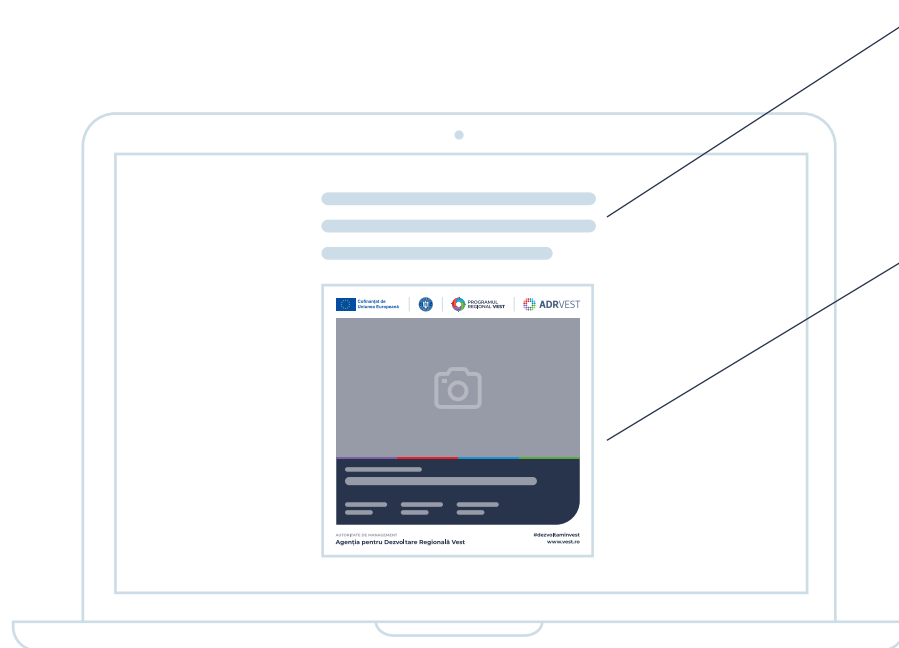 Cofinanțat de
Uniunea Europeană
PROGRAMUL
REGIONAL VEST
ADRVEST
AUTORITATE DE MANAGEMENT
Agenția pentru Dezvoltare Regională Vest
#dezvoltaminvest
www.vest.ro